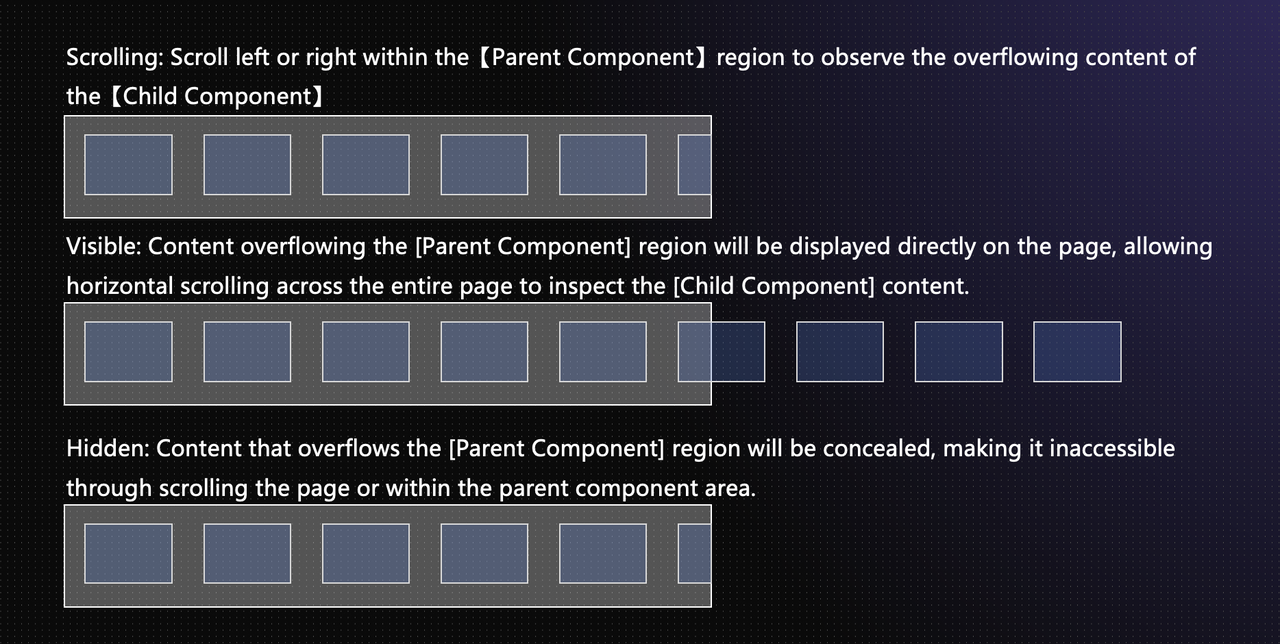 Scrolling: Scroll left or right within the【Parent Component】region to observe the overflowing content of
the【Child Component】
Visible: Content overflowing the [Parent Component] region will be displayed directly on the page, allowing
horizontal scrolling across the entire page to inspect the [Child Component] content.
Hidden: Content that overflows the [Parent Component] region will be concealed, making it inaccessible
through scrolling the page or within the parent component area.